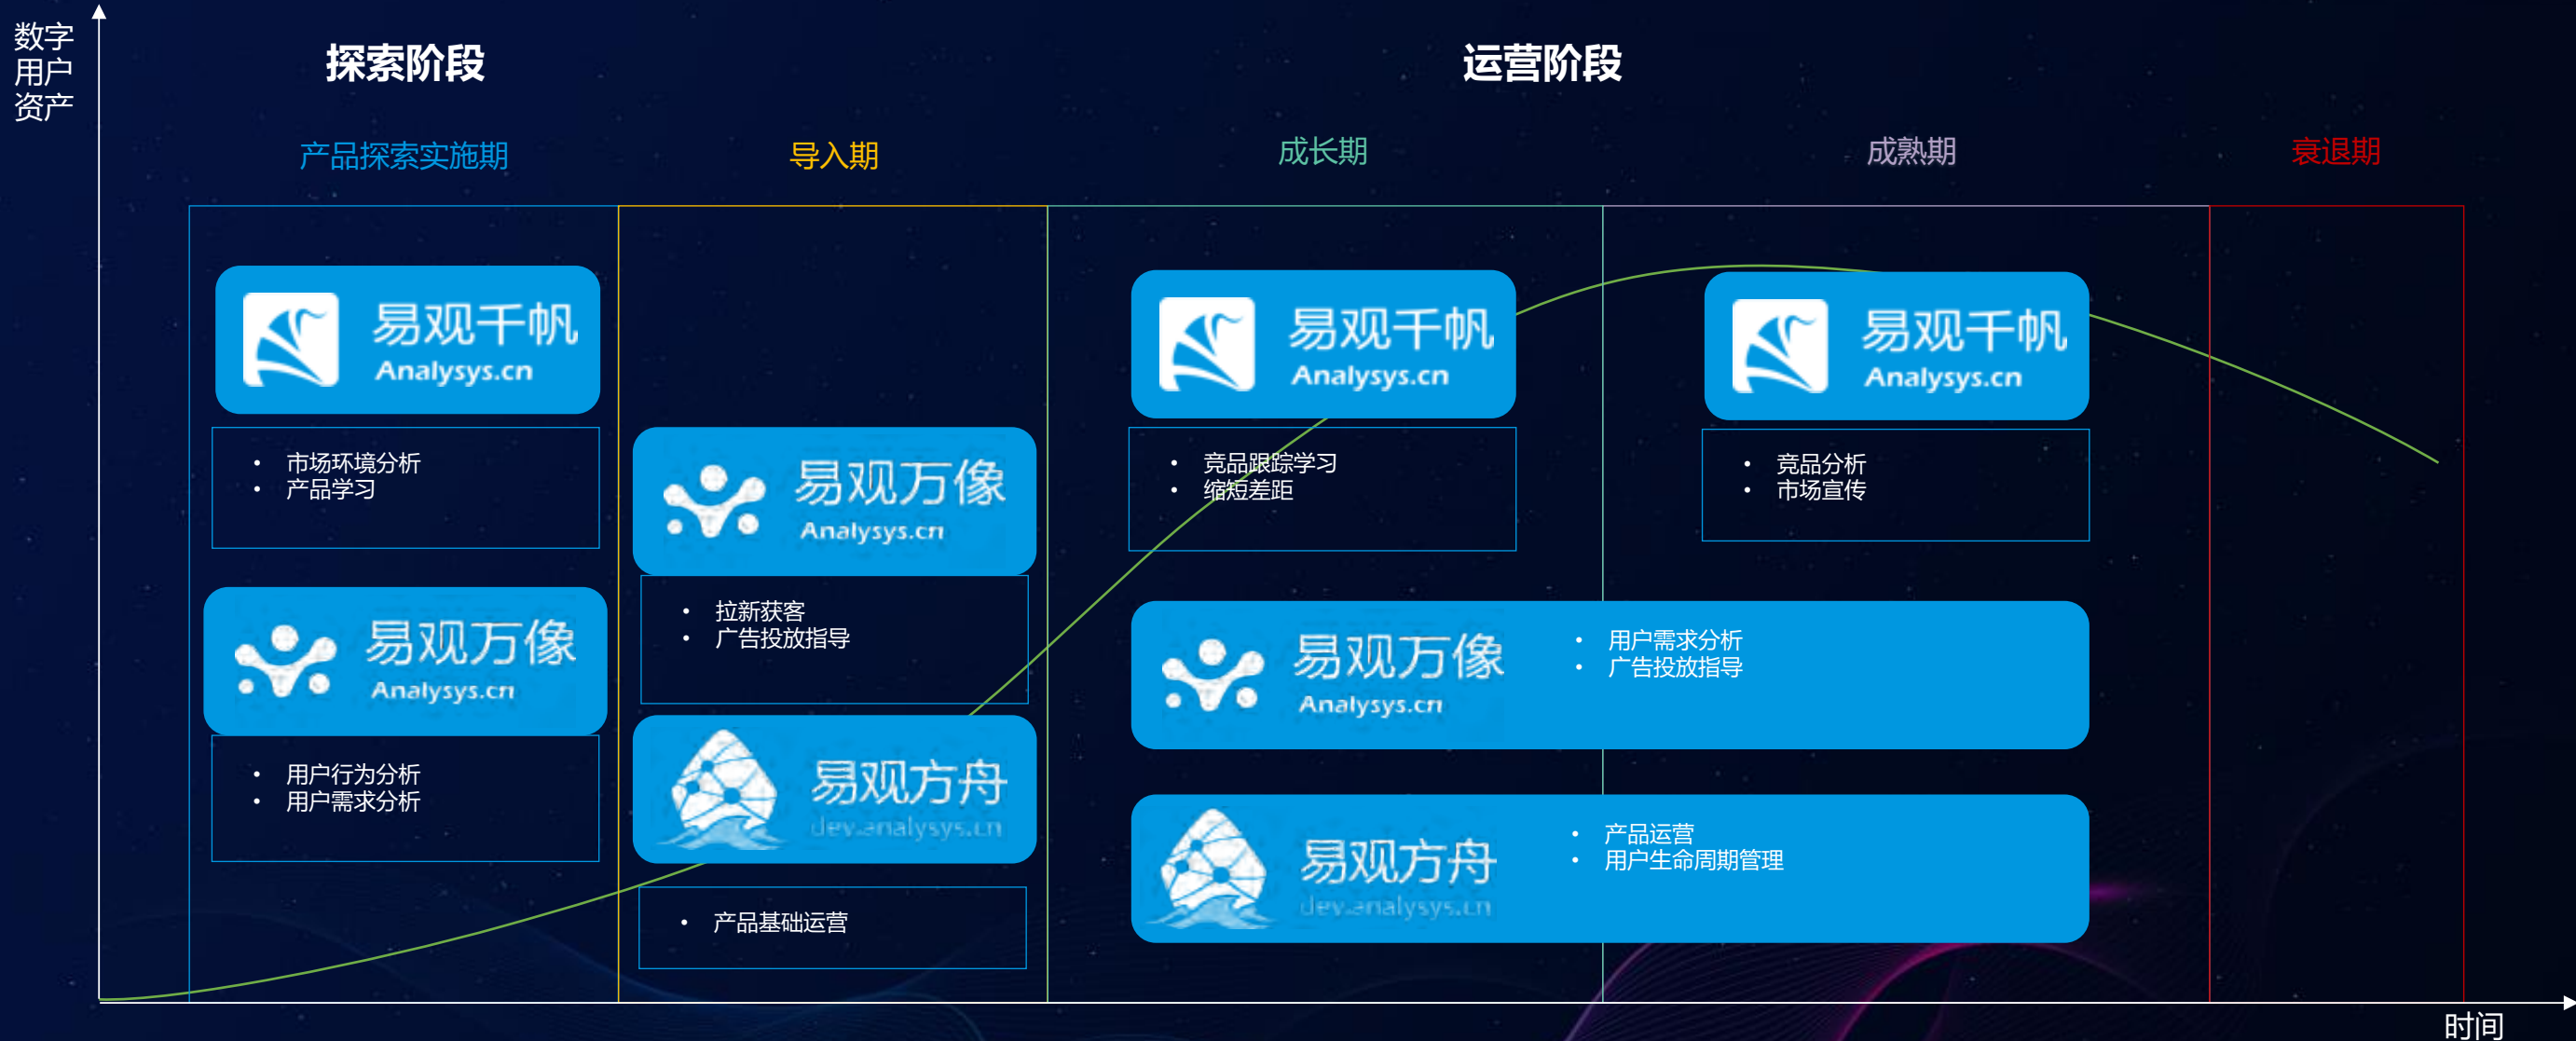 数字
用户
资产
探索阶段
运营阶段
产品探索实施期
导入期
成长期
成熟期
衰退期
易观千帆
Analysys.cn
• 市场环境分析
• 产品学习
易观万像
Analysys.cn
• 用户行为分析
• 用户需求分析
易观万像
Analysys.cn
• 拉新获客
• 广告投放指导
易观方舟
dev.analysys.cn
• 产品基础运营
易观千帆
Analysys.cn
• 竞品跟踪学习
• 缩短差距
易观千帆
Analysys.cn
• 竞品分析
• 市场宣传
易观万像
Analysys.cn
• 用户需求分析
• 广告投放指导
易观方舟
dev.analysys.cn
• 产品运营
• 用户生命周期管理
时间